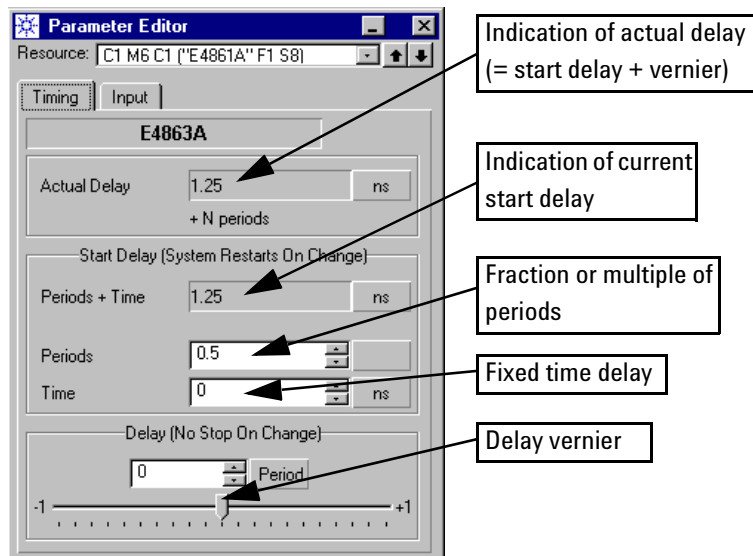 Parameter Editor
Resource: C1 M6 C1 ("E4861A" F1 S8)
Timing Input
E4863A
Actual Delay 1.25 ns
+ N periods
Start Delay (System Restarts On Change)
Periods + Time 1.25 ns
Periods 0.5
Time 0 ns
Delay (No Stop On Change)
0 Period
-1 +1
Indication of actual delay
(= start delay + vernier)
Indication of current
start delay
Fraction or multiple of
periods
Fixed time delay
Delay vernier